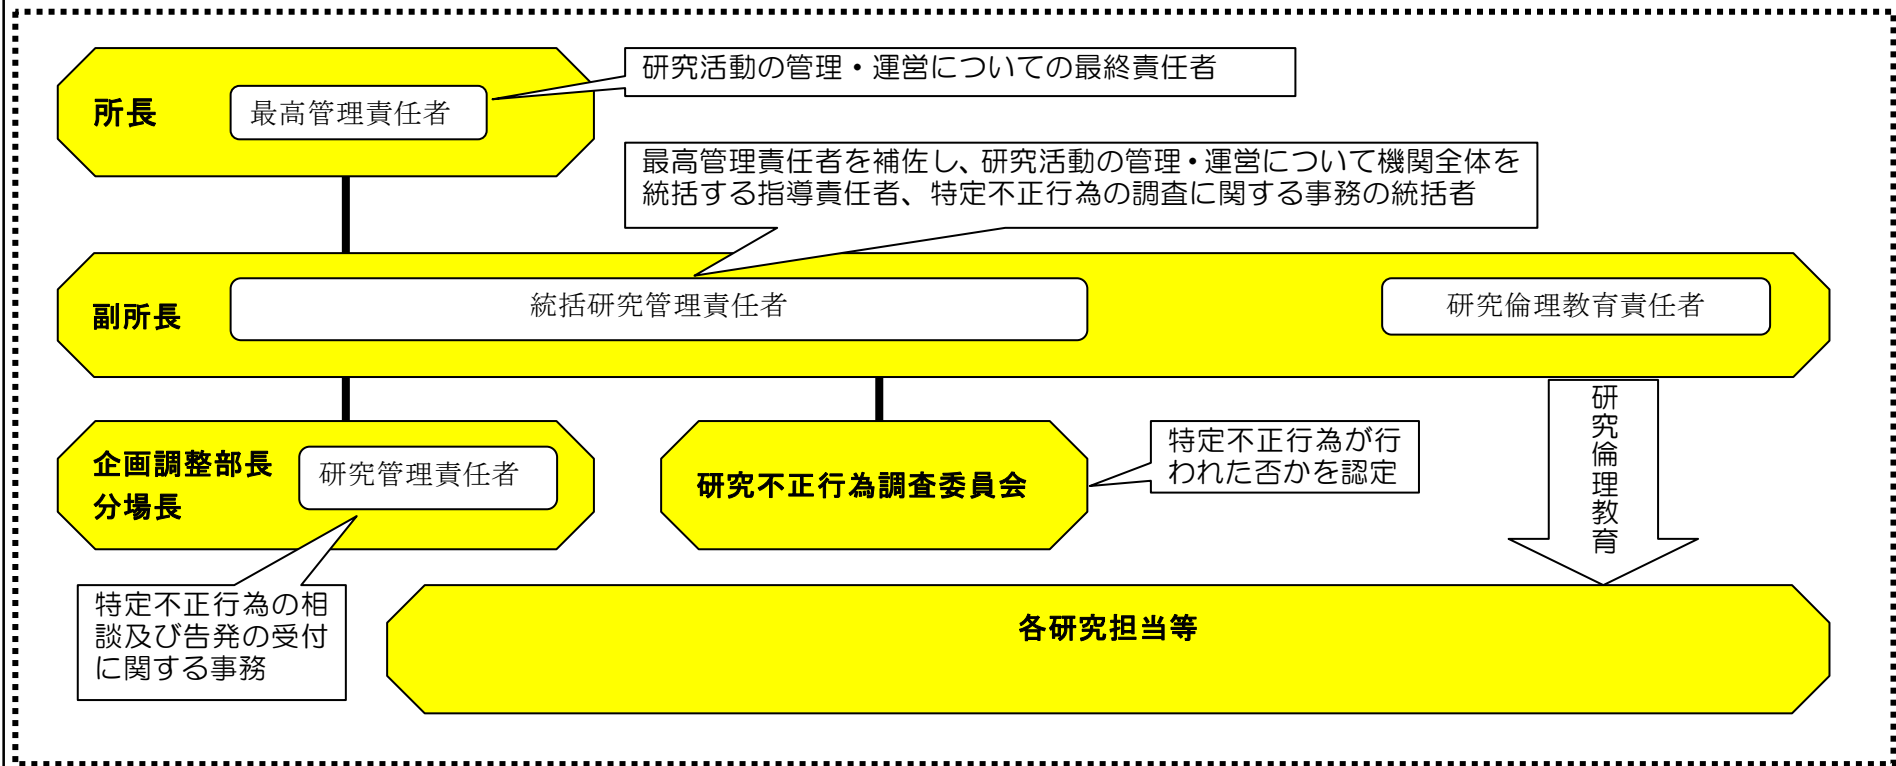 研究活動の管理・運営についての最終責任者
所長
最高管理責任者
最高管理責任者を補佐し、研究活動の管理・運営について機関全体を
統括する指導責任者、特定不正行為の調査に関する事務の統括者
副所長
統括研究管理責任者
研究倫理教育責任者
企画調整部長
分場長
研究管理責任者
研究不正行為調査委員会
特定不正行為が行
われた否かを認定
研究倫理教育
特定不正行為の相
談及び告発の受付
に関する事務
各研究担当等